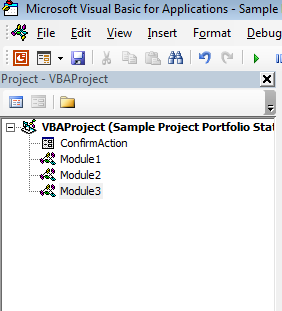 Microsoft Visual Basic for Applications - Sample
File Edit View Insert Format Debug
Project - VBAProject
VBAProject (Sample Project Portfolio Stat
ConfirmAction
Module1
Module2
Module3